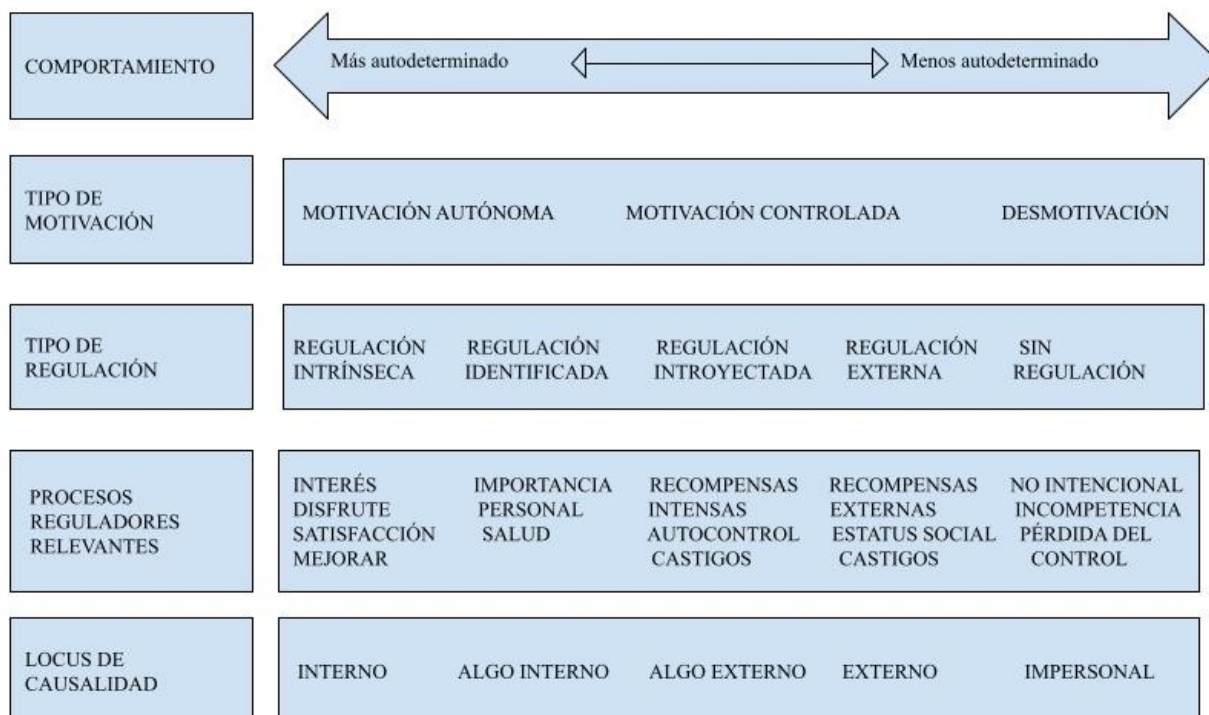 COMPORTAMIENTO
Más autodeterminado
Menos autodeterminado
TIPO DE
MOTIVACIÓN
MOTIVACIÓN AUTÓNOMA
MOTIVACIÓN CONTROLADA
DESMOTIVACIÓN
TIPO DE
REGULACIÓN
REGULACIÓN
INTRÍNSECA
REGULACIÓN
IDENTIFICADA
REGULACIÓN
INTROYECTADA
REGULACIÓN
EXTERNA
SIN
REGULACIÓN
PROCESOS
REGULADORES
RELEVANTES
INTERÉS
DISFRUTE
SATISFACCIÓN
MEJORAR
IMPORTANCIA
PERSONAL
SALUD
RECOMPENSAS
INTENSAS
AUTOCONTROL
CASTIGOS
RECOMPENSAS
EXTERNAS
ESTATUS SOCIAL
CASTIGOS
NO INTENCIONAL
INCOMPETENCIA
PÉRDIDA DEL
CONTROL
LOCUS DE
CAUSALIDAD
INTERNO
ALGO INTERNO
ALGO EXTERNO
EXTERNO
IMPERSONAL